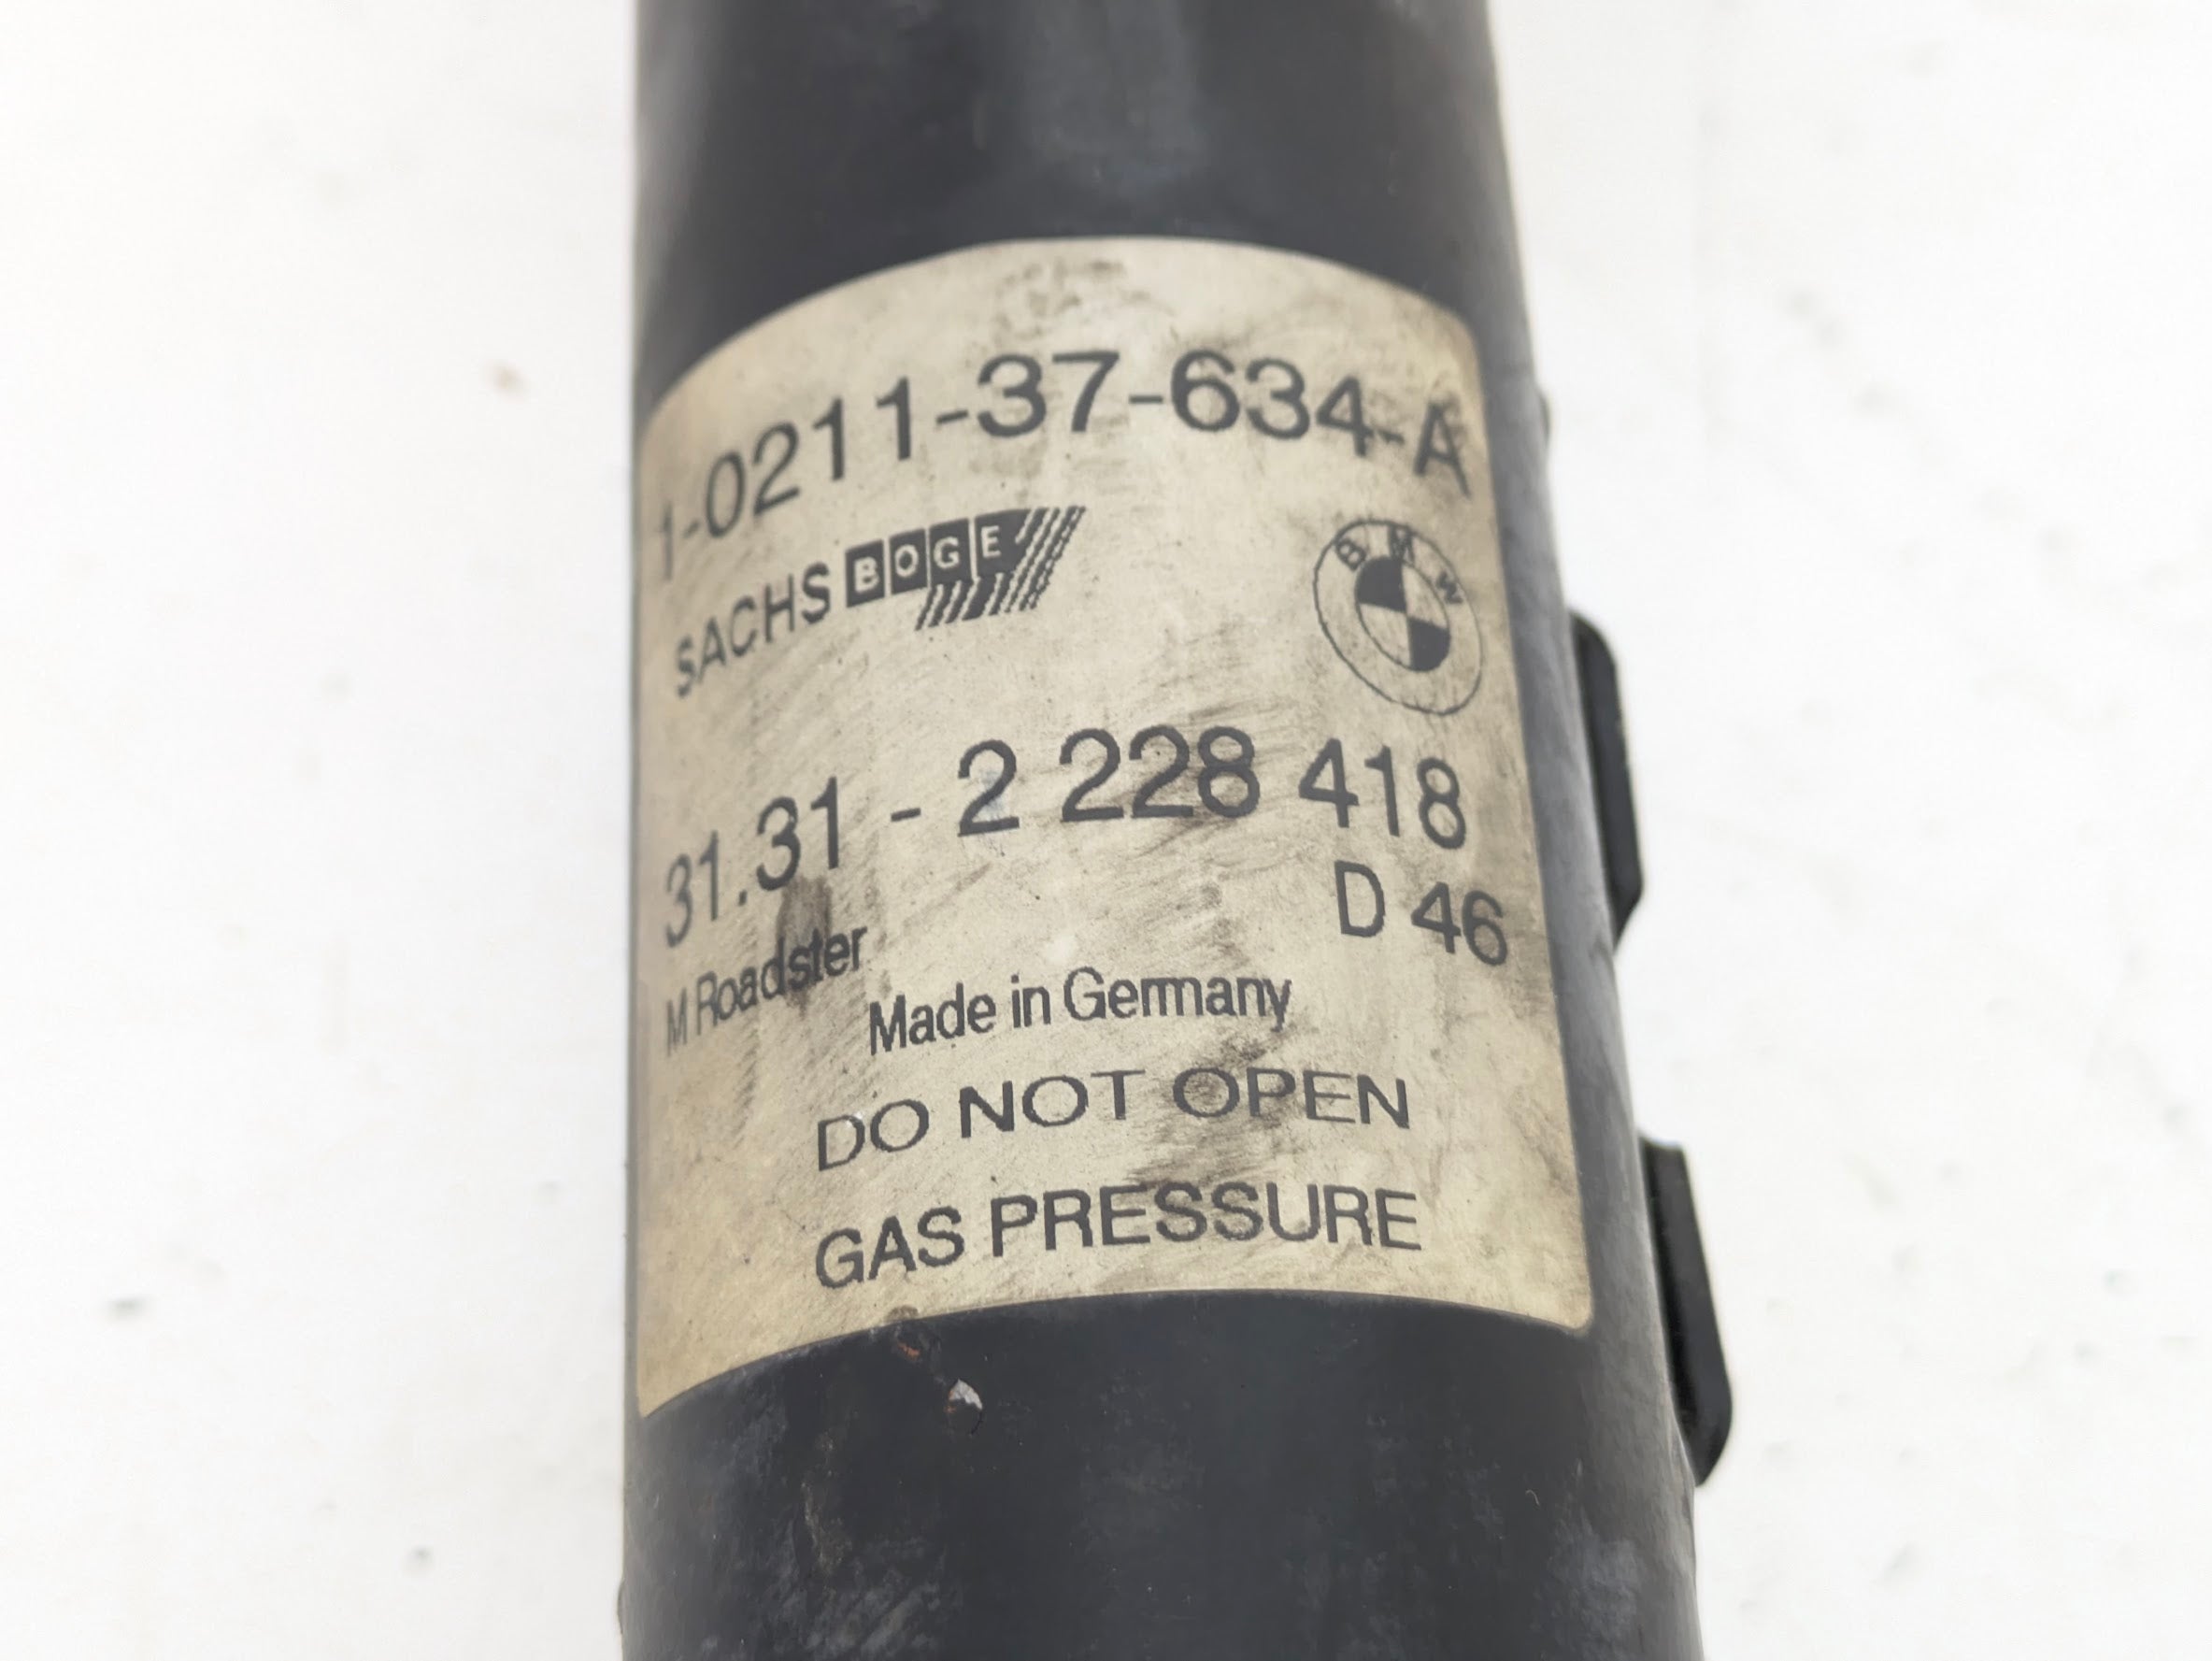 1-0211-37-634-A
SACHS BOGE
BMW
31.31 - 2 228 418
D 46
M Roadster
Made in Germany
DO NOT OPEN
GAS PRESSURE